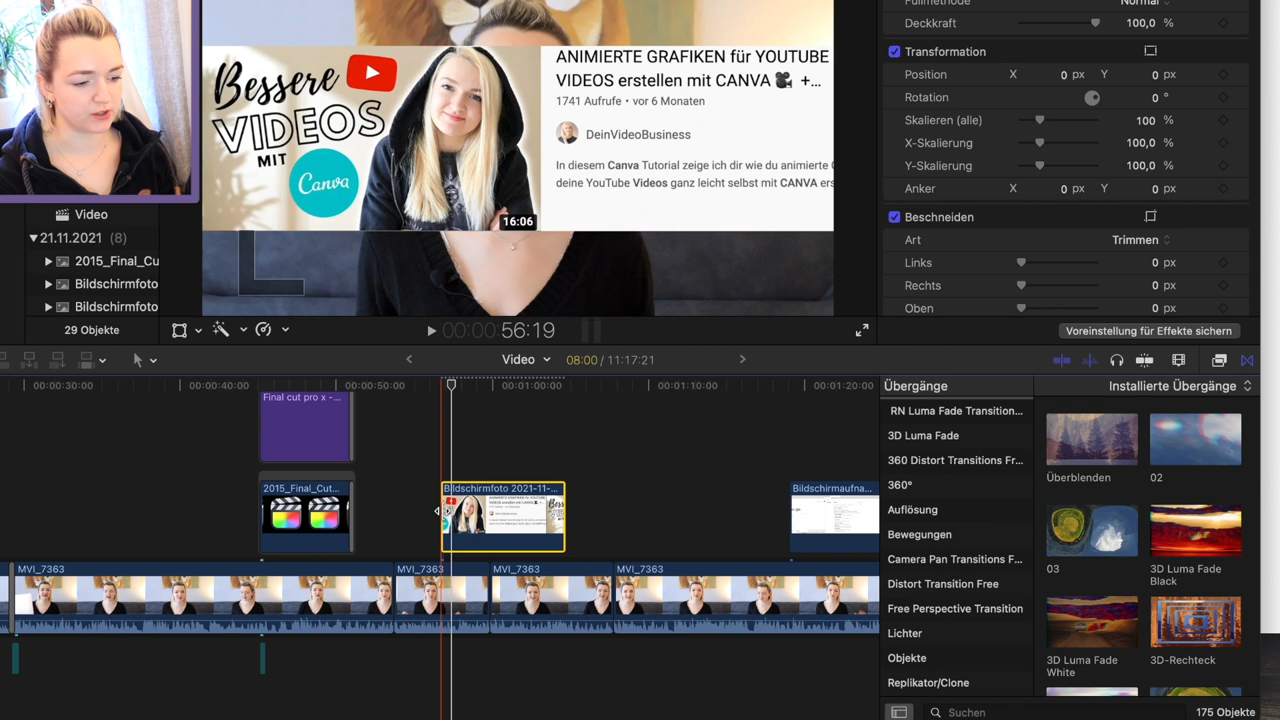 Füllmethode Normal
Deckkraft 100,0 %
Transformation
Position X 0 px Y 0 px
Rotation 0 °
Skalieren (alle) 100 %
X-Skalierung 100,0 %
Y-Skalierung 100,0 %
Anker X 0 px Y 0 px
Beschneiden
Art Trimmen
Links 0 px
Rechts 0 px
Oben 0 px
Voreinstellung für Effekte sichern
Bessere
VIDEOS
MIT
Canva
16:06
ANIMIERTE GRAFIKEN für YOUTUBE
VIDEOS erstellen mit CANVA 🎥 +...
1741 Aufrufe • vor 6 Monaten
DeinVideoBusiness
In diesem Canva Tutorial zeige ich dir wie du animierte
deine YouTube Videos ganz leicht selbst mit CANVA ers
Video
21.11.2021 (8)
2015_Final_Cu
Bildschirmfoto
Bildschirmfoto
29 Objekte
00:00:56:19
Video 08:00 / 11:17:21
00:00:30:00 00:00:40:00 00:00:50:00 00:01:00:00 00:01:10:00 00:01:20:00
Final cut pro x -...
2015_Final_Cut...
Bildschirmfoto 2021-11-...
Bildschirmaufna...
MVI_7363 MVI_7363 MVI_7363 MVI_7363
Übergänge
RN Luma Fade Transition...
3D Luma Fade
360 Distort Transitions Fr...
360°
Auflösung
Bewegungen
Camera Pan Transitions F...
Distort Transition Free
Free Perspective Transition
Lichter
Objekte
Replikator/Clone
Installierte Übergänge
Überblenden
02
03
3D Luma Fade
Black
3D Luma Fade
White
3D-Rechteck
Suchen
175 Objekte